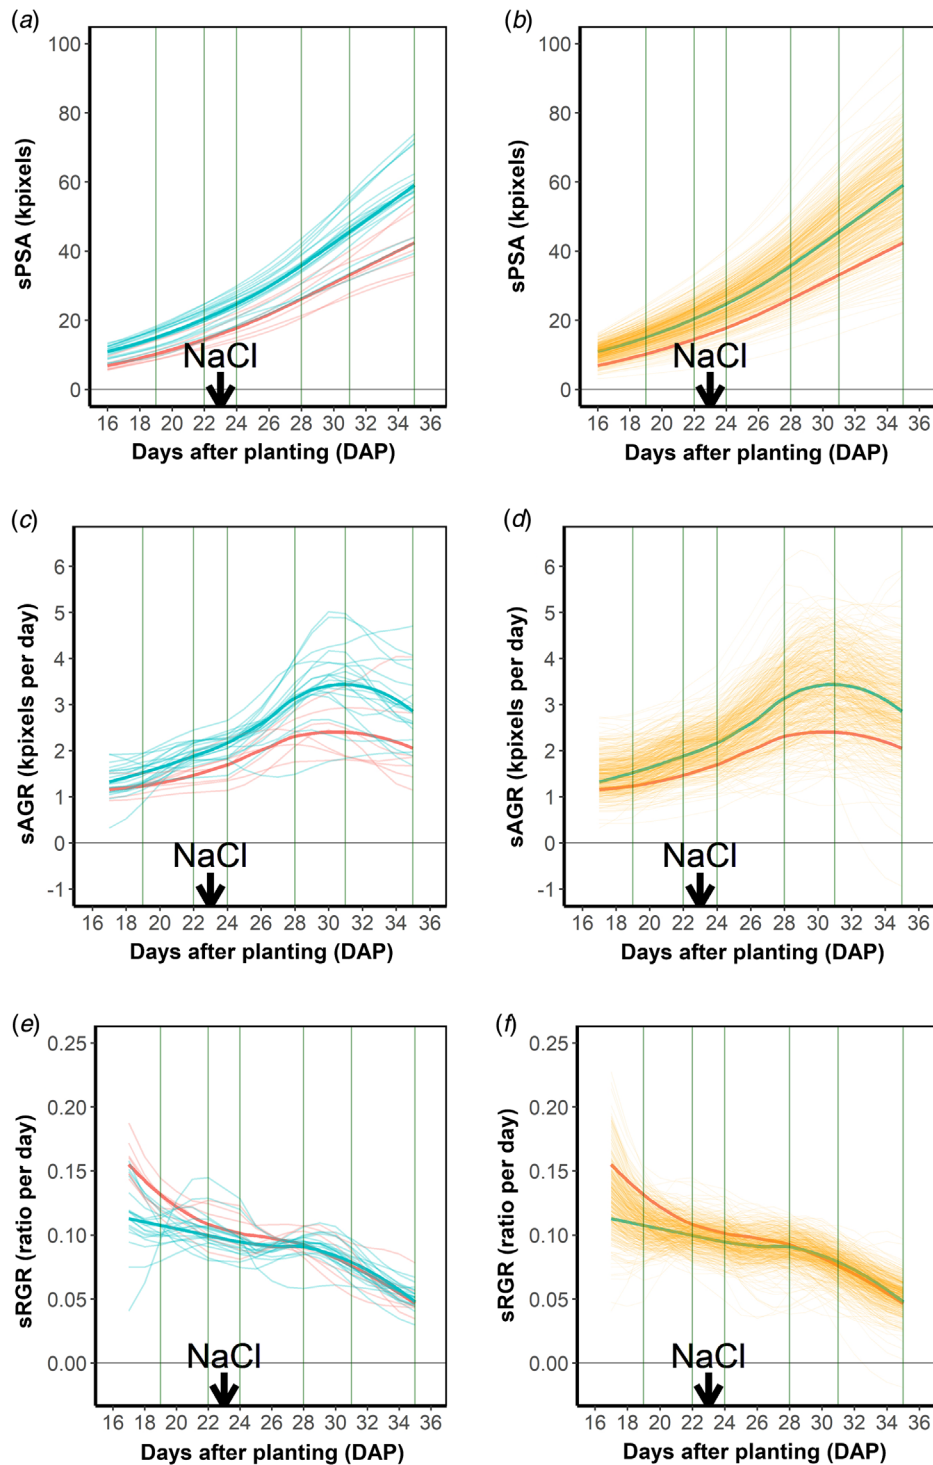 (a)
100
80
60
40
20
0
sPSA (kpixels)
NaCl
16 18 20 22 24 26 28 30 32 34 36
Days after planting (DAP)
(b)
100
80
60
40
20
0
sPSA (kpixels)
NaCl
16 18 20 22 24 26 28 30 32 34 36
Days after planting (DAP)
(c)
6
5
4
3
2
1
0
-1
sAGR (kpixels per day)
NaCl
16 18 20 22 24 26 28 30 32 34 36
Days after planting (DAP)
(d)
6
5
4
3
2
1
0
-1
sAGR (kpixels per day)
NaCl
16 18 20 22 24 26 28 30 32 34 36
Days after planting (DAP)
(e)
0.25
0.20
0.15
0.10
0.05
0.00
sRGR (ratio per day)
NaCl
16 18 20 22 24 26 28 30 32 34 36
Days after planting (DAP)
(f)
0.25
0.20
0.15
0.10
0.05
0.00
sRGR (ratio per day)
NaCl
16 18 20 22 24 26 28 30 32 34 36
Days after planting (DAP)